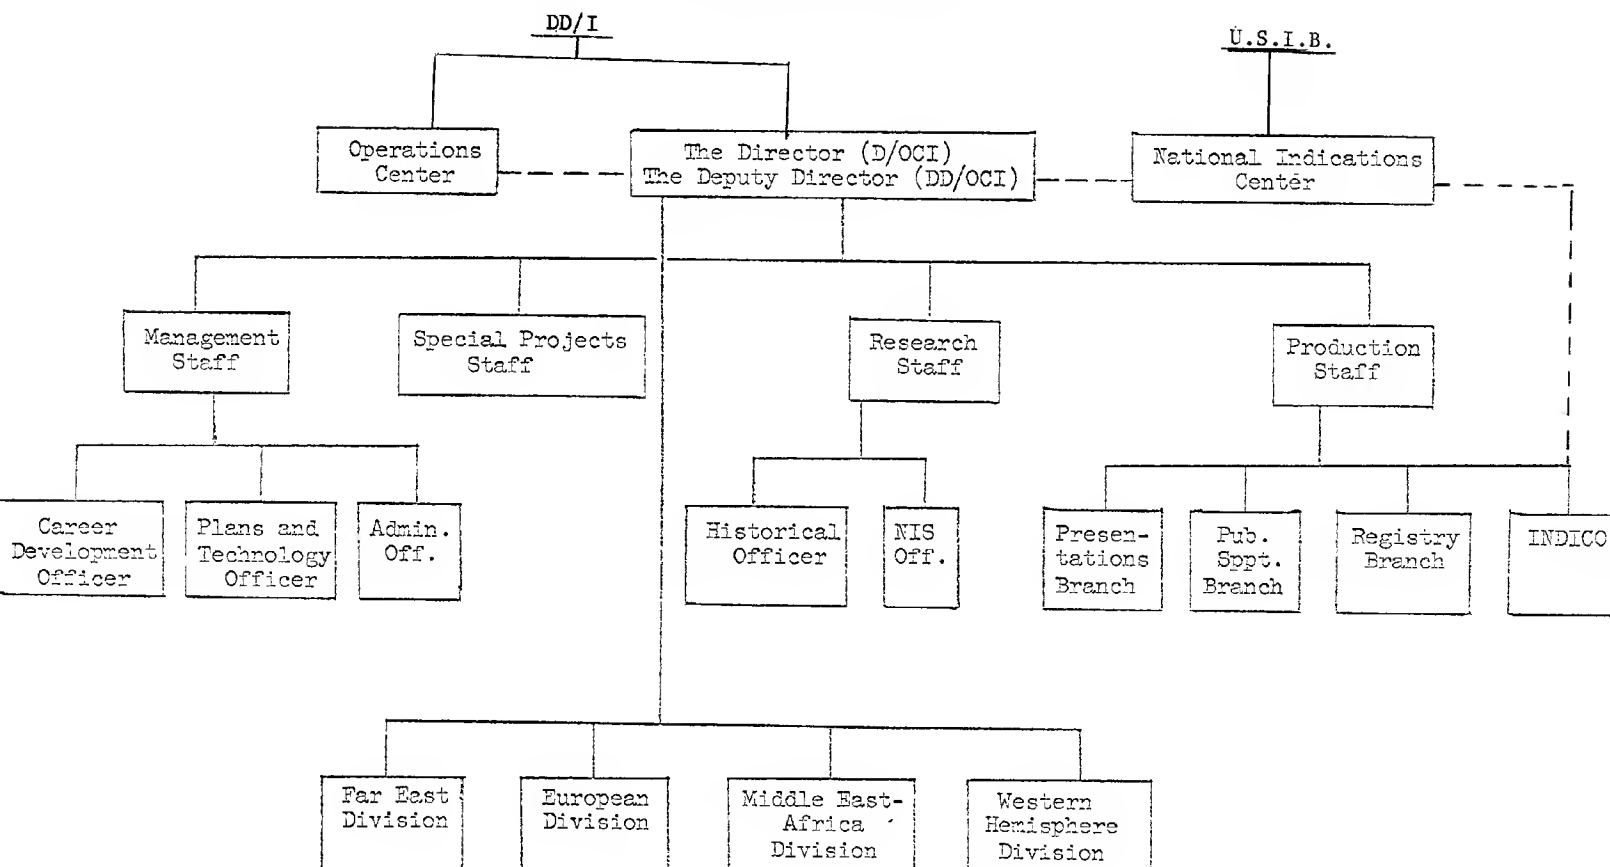 DD/I
U.S.I.B.
Operations
Center
The Director (D/OCI)
The Deputy Director (DD/OCI)
National Indications
Center
Management
Staff
Special Projects
Staff
Research
Staff
Production
Staff
Career
Development
Officer
Plans and
Technology
Officer
Admin.
Off.
Historical
Officer
NIS
Off.
Presen-
tations
Branch
Pub.
Sppt.
Branch
Registry
Branch
INDICO
Far East
Division
European
Division
Middle East-
Africa
Division
Western
Hemisphere
Division